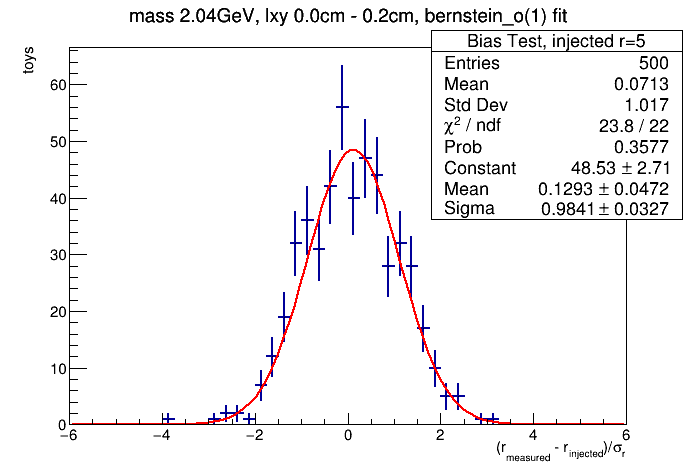 mass 2.04GeV, lxy 0.0cm - 0.2cm, bernstein_o(1) fit
Bias Test, injected r=5
Entries 500
Mean 0.0713
Std Dev 1.017
χ² / ndf 23.8 / 22
Prob 0.3577
Constant 48.53 ± 2.71
Mean 0.1293 ± 0.0472
Sigma 0.9841 ± 0.0327
toys
60
50
40
30
20
10
0
−6 −4 −2 0 2 4 6
(r_measured - r_injected)/σ_r